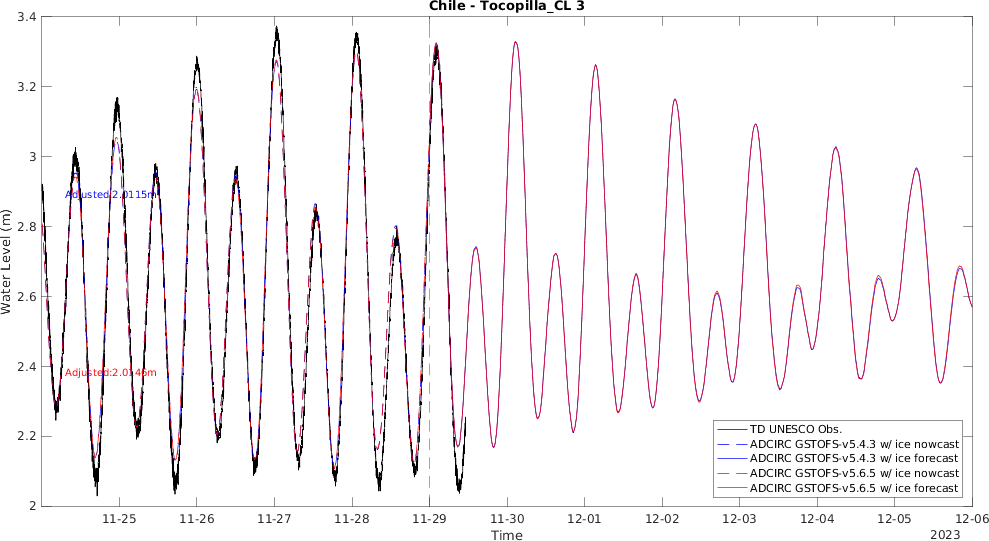 Chile - Tocopilla_CL 3
3.4
3.2
3
2.8
2.6
2.4
2.2
2
Water Level (m)
Adjusted:2.0115m
Adjusted:2.0146m
TD UNESCO Obs.
ADCIRC GSTOFS-v5.4.3 w/ ice nowcast
ADCIRC GSTOFS-v5.4.3 w/ ice forecast
ADCIRC GSTOFS-v5.6.5 w/ ice nowcast
ADCIRC GSTOFS-v5.6.5 w/ ice forecast
11-25 11-26 11-27 11-28 11-29 11-30 12-01 12-02 12-03 12-04 12-05 12-06
Time
2023